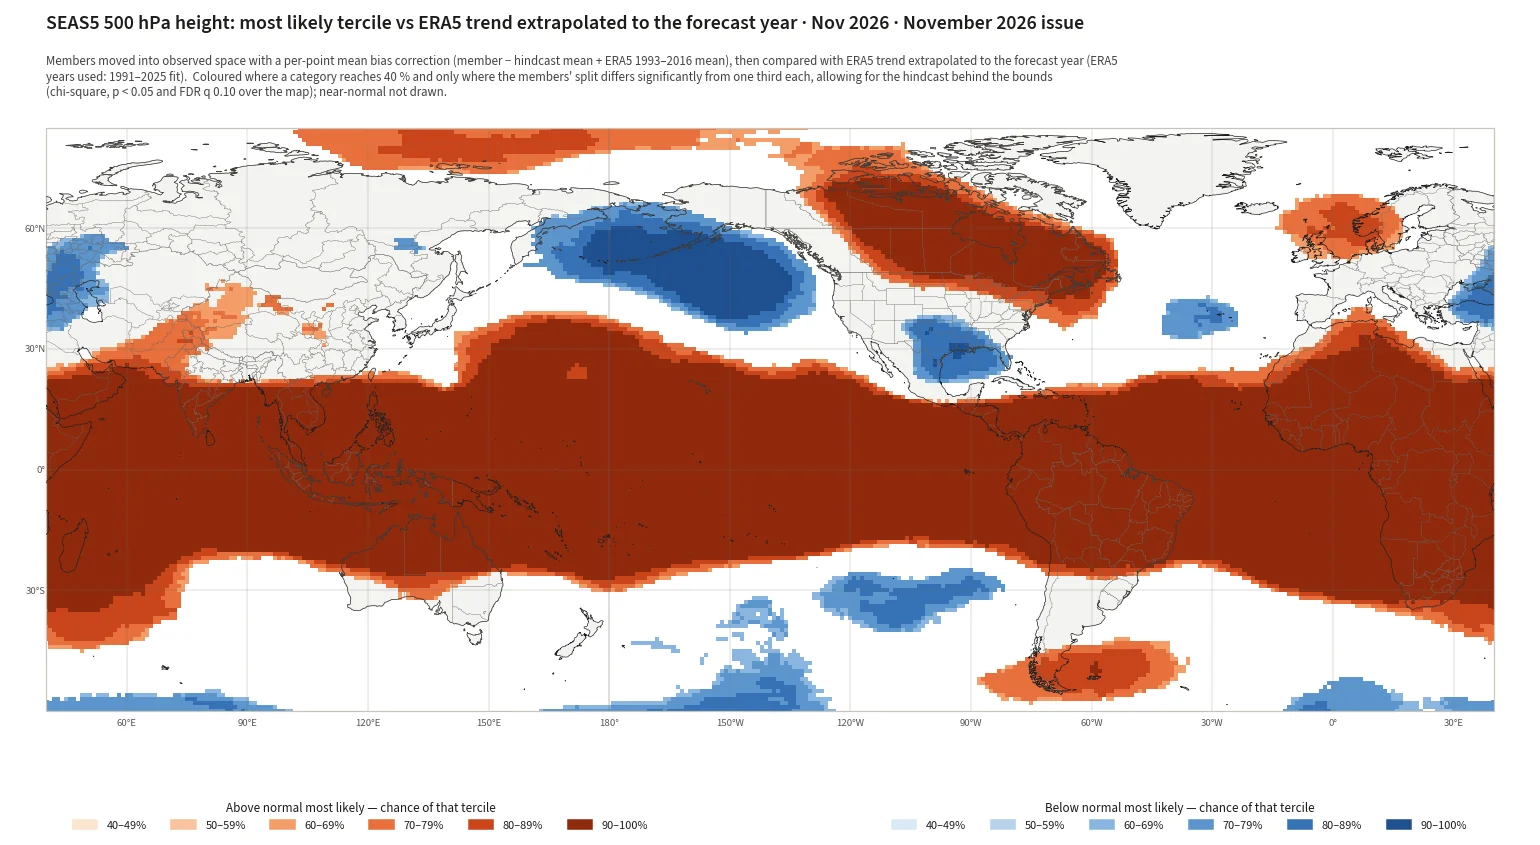 SEAS5 500 hPa height: most likely tercile vs ERA5 trend extrapolated to the forecast year · Nov 2026 · November 2026 issue
Members moved into observed space with a per-point mean bias correction (member − hindcast mean + ERA5 1993–2016 mean), then compared with ERA5 trend extrapolated to the forecast year (ERA5
years used: 1991–2025 fit). Coloured where a category reaches 40 % and only where the members' split differs significantly from one third each, allowing for the hindcast behind the bounds
(chi-square, p < 0.05 and FDR q 0.10 over the map); near-normal not drawn.
60°N
30°N
0°
30°S
60°E 90°E 120°E 150°E 180° 150°W 120°W 90°W 60°W 30°W 0° 30°E
Above normal most likely — chance of that tercile
40–49% 50–59% 60–69% 70–79% 80–89% 90–100%
Below normal most likely — chance of that tercile
40–49% 50–59% 60–69% 70–79% 80–89% 90–100%